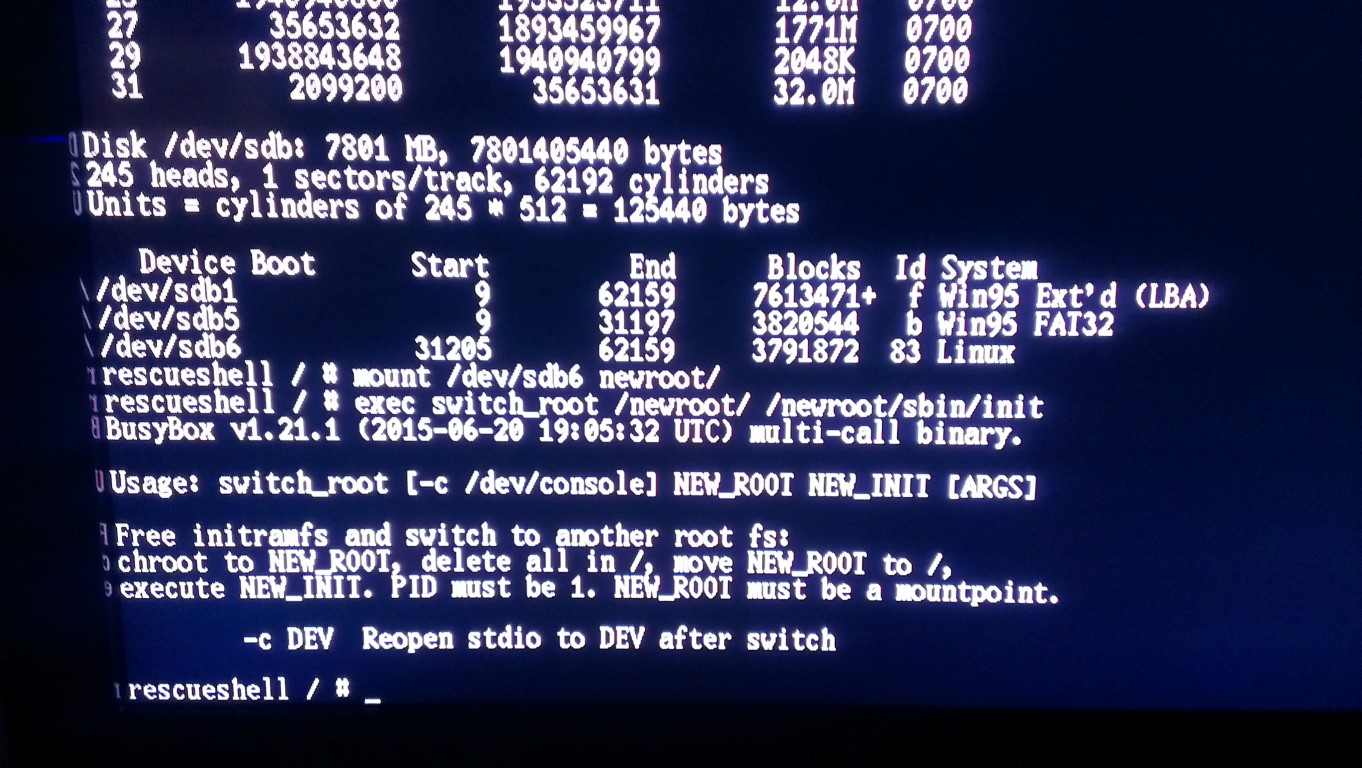 27 35653632 1893459967 1771M 0700
29 1938843648 1940940799 2048K 0700
31 2099200 35653631 32.0M 0700
Disk /dev/sdb: 7801 MB, 7801405440 bytes
245 heads, 1 sectors/track, 62192 cylinders
Units = cylinders of 245 * 512 = 125440 bytes
Device Boot Start End Blocks Id System
/dev/sdb1 9 62159 7613471+ f Win95 Ext'd (LBA)
/dev/sdb5 9 31197 3820544 b Win95 FAT32
/dev/sdb6 31205 62159 3791872 83 Linux
rescueshell / # mount /dev/sdb6 newroot/
rescueshell / # exec switch_root /newroot/ /newroot/sbin/init
BusyBox v1.21.1 (2015-06-20 19:05:32 UTC) multi-call binary.
Usage: switch_root [-c /dev/console] NEW_ROOT NEW_INIT [ARGS]
Free initramfs and switch to another root fs:
chroot to NEW_ROOT, delete all in /, move NEW_ROOT to /,
execute NEW_INIT. PID must be 1. NEW_ROOT must be a mountpoint.
-c DEV Reopen stdio to DEV after switch
rescueshell / # _